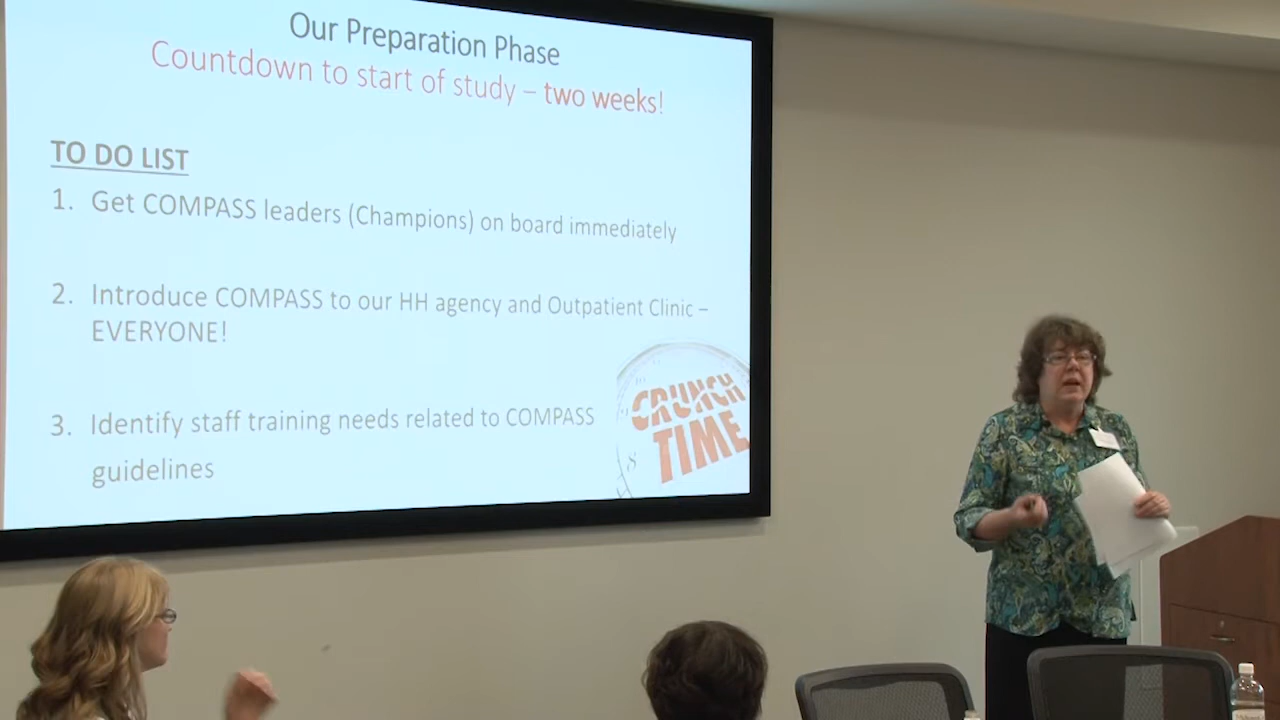 Our Preparation Phase
Countdown to start of study – two weeks!
TO DO LIST
1. Get COMPASS leaders (Champions) on board immediately
2. Introduce COMPASS to our HH agency and Outpatient Clinic –
EVERYONE!
3. Identify staff training needs related to COMPASS
guidelines
CRUNCH
TIME